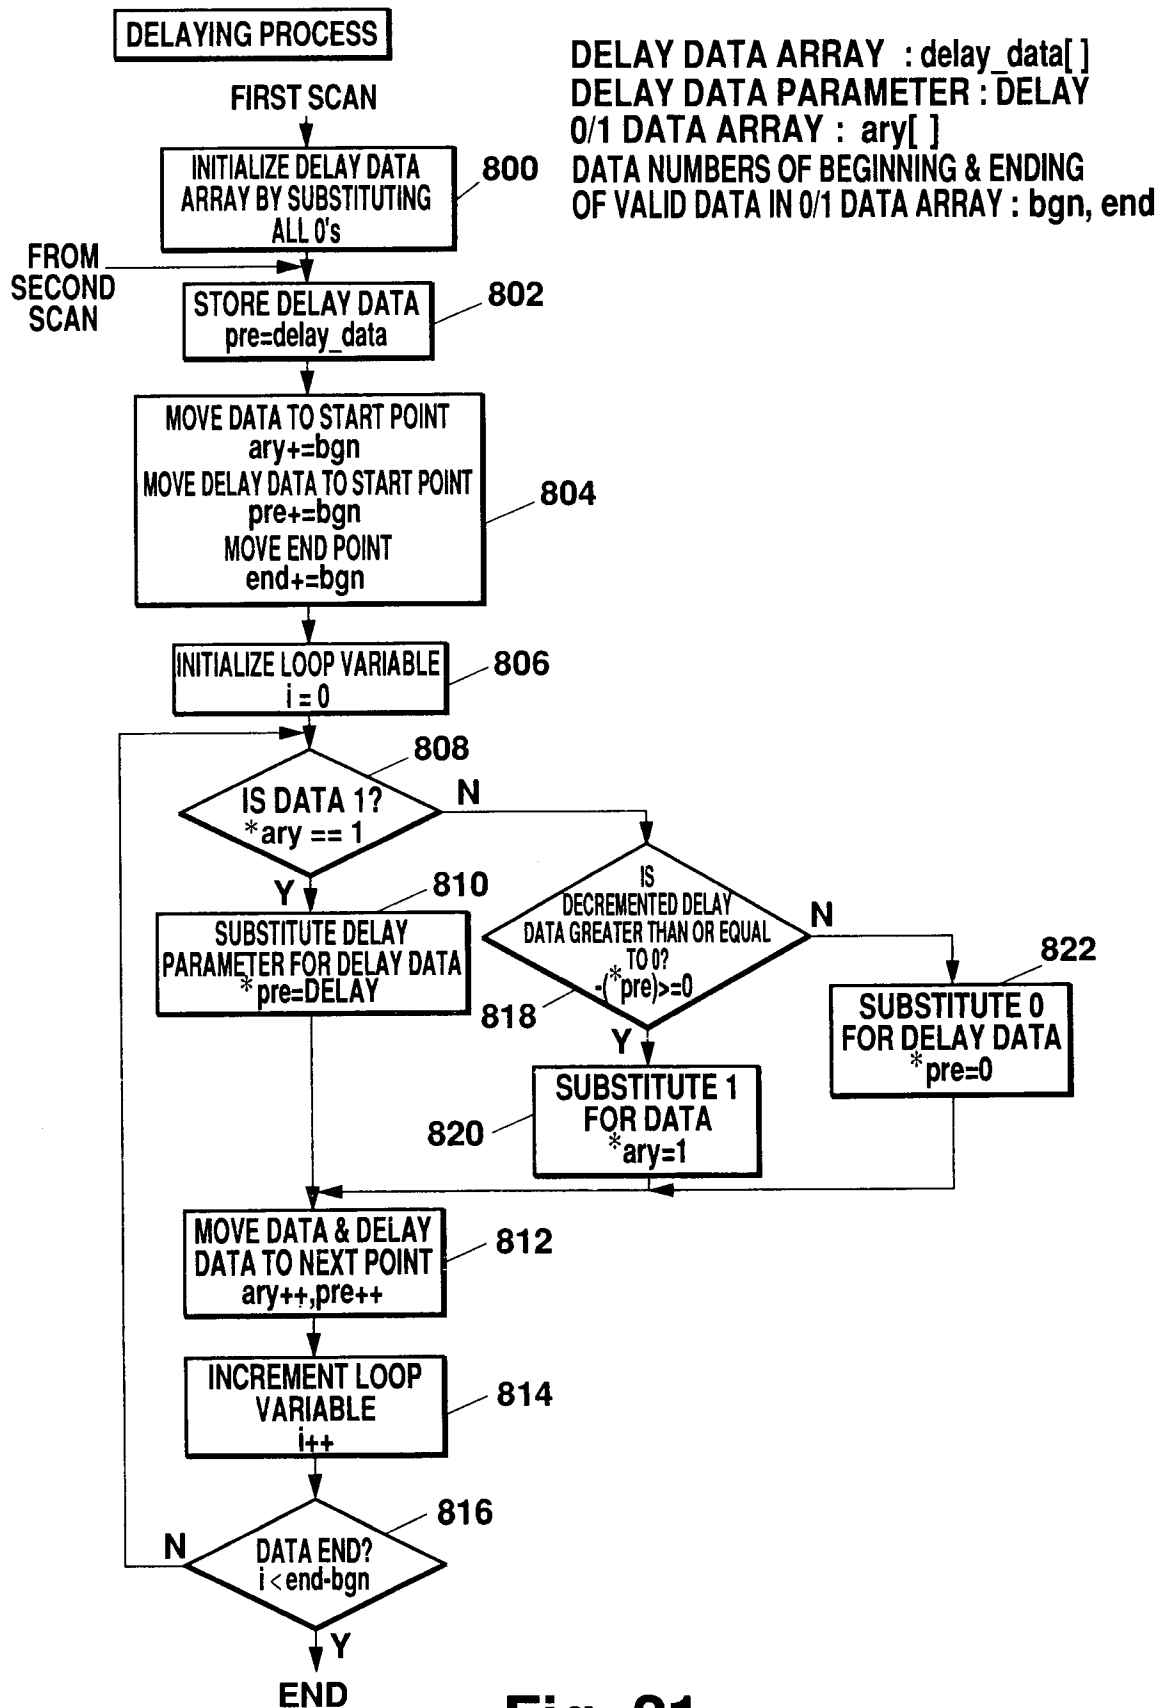 DELAYING PROCESS
DELAY DATA ARRAY : delay_data[ ]
DELAY DATA PARAMETER : DELAY
0/1 DATA ARRAY : ary[ ]
DATA NUMBERS OF BEGINNING & ENDING
OF VALID DATA IN 0/1 DATA ARRAY : bgn, end
FIRST SCAN
INITIALIZE DELAY DATA
ARRAY BY SUBSTITUTING
ALL 0's
800
FROM
SECOND
SCAN
STORE DELAY DATA
pre=delay_data
802
MOVE DATA TO START POINT
ary+=bgn
MOVE DELAY DATA TO START POINT
pre+=bgn
MOVE END POINT
end+=bgn
804
INITIALIZE LOOP VARIABLE
i = 0
806
808
IS DATA 1?
*ary == 1
N
Y
810
SUBSTITUTE DELAY
PARAMETER FOR DELAY DATA
*pre=DELAY
IS
DECREMENTED DELAY
DATA GREATER THAN OR EQUAL
TO 0?
-(*pre)>=0
818
N
Y
822
SUBSTITUTE 0
FOR DELAY DATA
*pre=0
SUBSTITUTE 1
FOR DATA
*ary=1
820
MOVE DATA & DELAY
DATA TO NEXT POINT
ary++,pre++
812
INCREMENT LOOP
VARIABLE
i++
814
816
DATA END?
i<end-bgn
N
Y
END